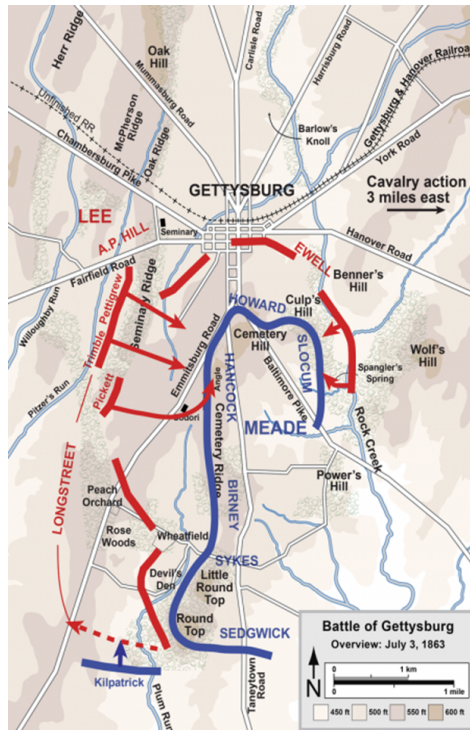 Herr Ridge
Oak
Hill
Mummasburg Road
Carlisle Road
Harrisburg Road
Gettysburg & Hanover Railroad
Unfinished RR
McPherson
Ridge
Oak Ridge
Barlow's
Knoll
Chambersburg Pike
York Road
GETTYSBURG
Cavalry action
3 miles east
LEE
A.P. HILL
Seminary
Hanover Road
EWELL
Fairfield Road
Benner's
Hill
Willoughby Run
Seminary Ridge
HOWARD
Culp's
Hill
Pettigrew
Trimble
Emmitsburg Road
Cemetery
Hill
SLOCUM
Wolf's
Hill
Pitzer's Run
HANCOCK
Angle
Baltimore Pike
Spangler's
Spring
Pickett
Codori
Cemetery Ridge
MEADE
Rock Creek
LONGSTREET
Peach
Orchard
BIRNEY
Power's
Hill
Rose
Woods
Wheatfield
SYKES
Devil's
Den
Little
Round
Top
Round
Top
SEDGWICK
Kilpatrick
Plum Run
Taneytown
Road
Battle of Gettysburg
Overview: July 3, 1863
N
0 1 km
0 1 mile
450 ft 500 ft 550 ft 600 ft